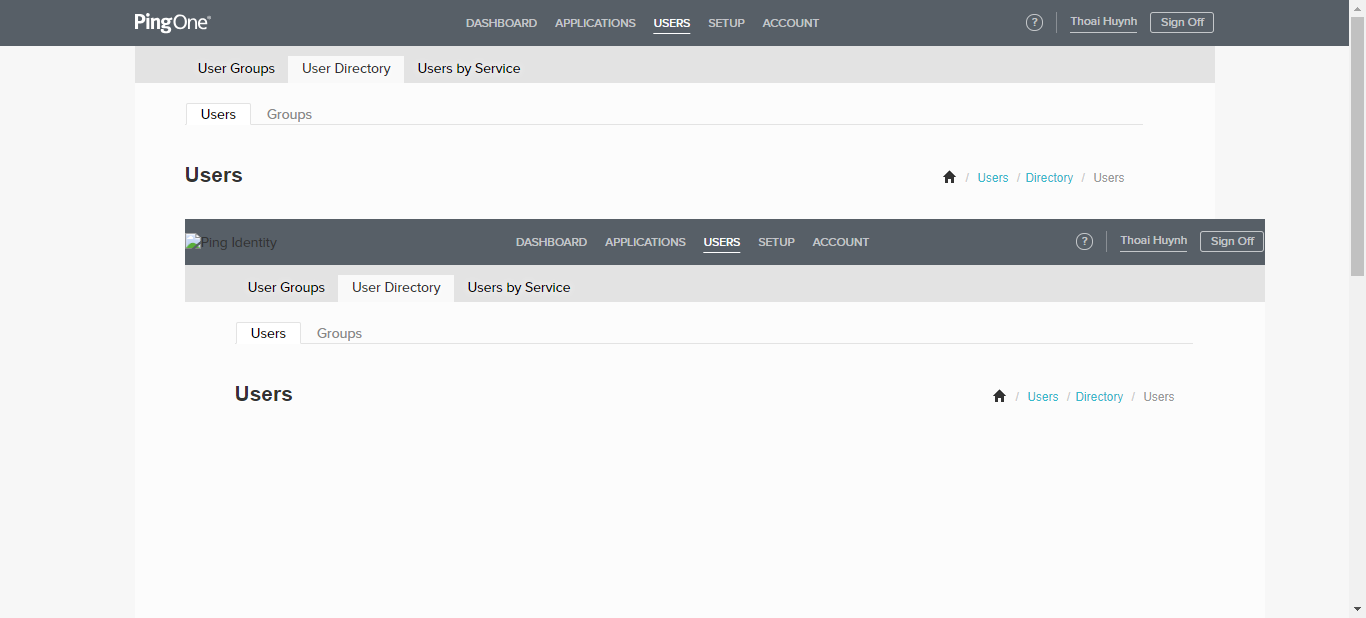 PingOne® DASHBOARD APPLICATIONS USERS SETUP ACCOUNT ? Thoai Huynh Sign Off
User Groups User Directory Users by Service
Users Groups
Users / Users / Directory / Users
Ping Identity DASHBOARD APPLICATIONS USERS SETUP ACCOUNT ? Thoai Huynh Sign Off
User Groups User Directory Users by Service
Users Groups
Users / Users / Directory / Users